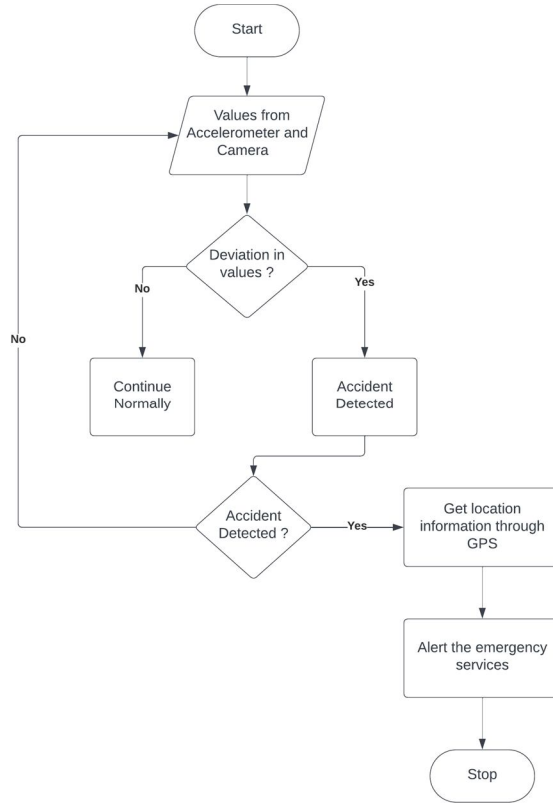 Start
Values from
Accelerometer and
Camera
Deviation in
values ?
No
Yes
No
Continue
Normally
Accident
Detected
Accident
Detected ?
Yes
Get location
information through
GPS
Alert the emergency
services
Stop